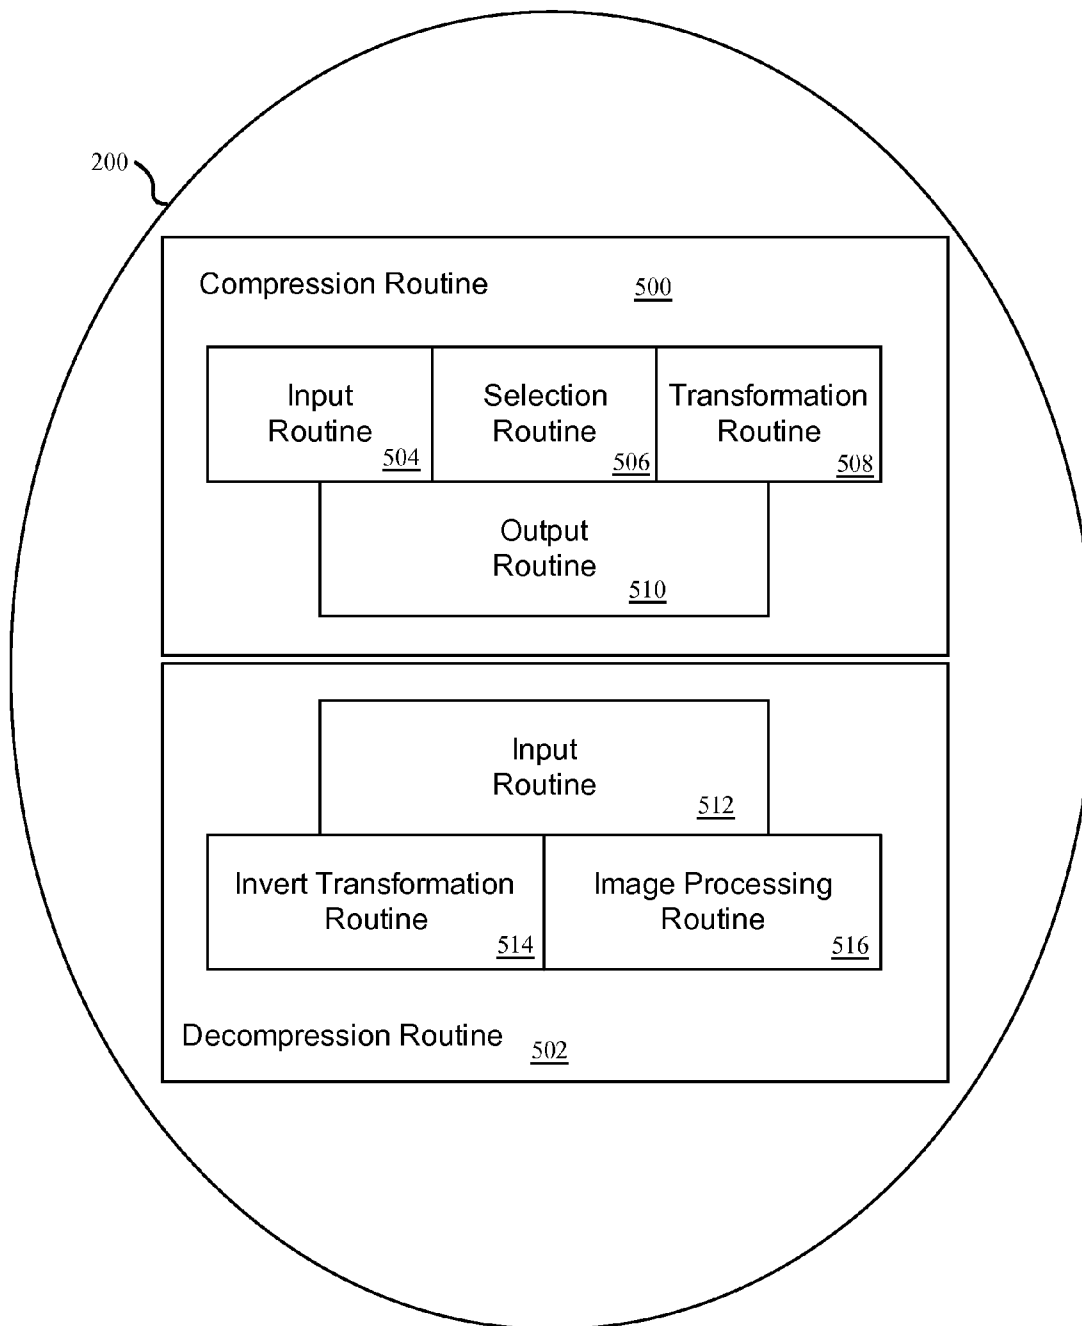 200
Compression Routine 500
Input
Routine
504
Selection
Routine
506
Transformation
Routine
508
Output
Routine
510
Input
Routine
512
Invert Transformation
Routine
514
Image Processing
Routine
516
Decompression Routine 502